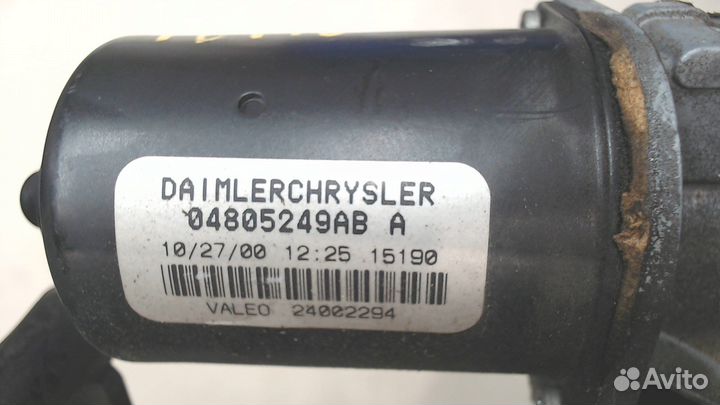 DAIMLERCHRYSLER
04805249AB A
10/27/00 12:25 15190
VALEO 24002294
Avito